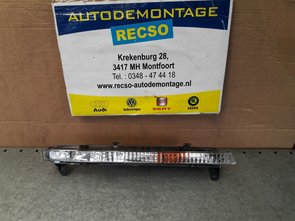 AUTODEMONTAGE
RECSO
Krekenburg 28,
3417 MH Montfoort
Tel. : 0348 - 47 44 18
www.recso-autodemontage.nl
Audi
Volkswagen
SEAT
SKODA